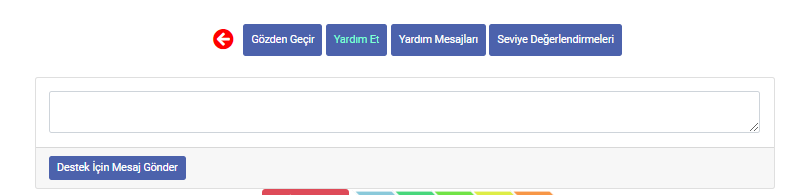 Gözden Geçir Yardım Et Yardım Mesajları Seviye Değerlendirmeleri
Destek İçin Mesaj Gönder